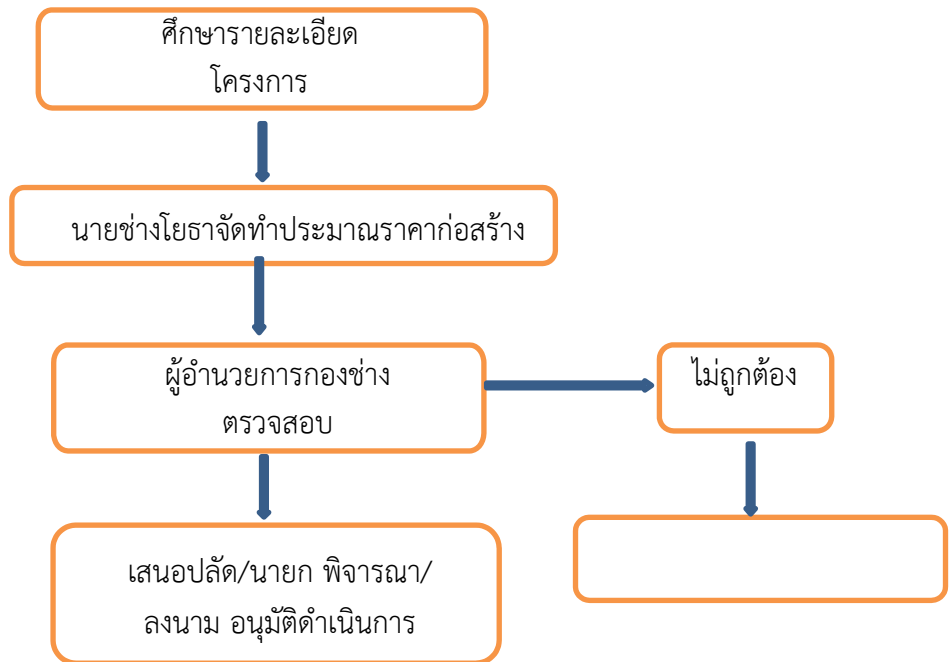 ศึกษารายละเอียด
โครงการ
นายช่างโยธาจัดทำประมาณราคาก่อสร้าง
ผู้อำนวยการกองช่าง
ตรวจสอบ
ไม่ถูกต้อง
เสนอปลัด/นายก พิจารณา/
ลงนาม อนุมัติดำเนินการ